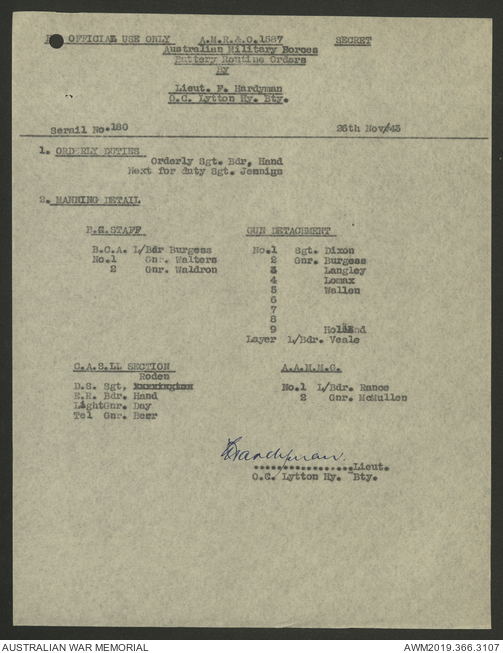 OFFICIAL USE ONLY A.M.R.&O.1587 SECRET
Australian Military Forces
Battery Routine Orders
By
Lieut. F. Hardyman
O.C. Lytton Hy. Bty.
Serail No.180 26th Nov/43
1. ORDERLY DUTIES
Orderly Sgt. Bdr, Hand
Next for duty Sgt. Jennigs
2. MANNING DETAIL
STAFF
B.C.A. L/Bdr Burgess
No.1 Gnr. Walters
2 Gnr. Waldron
GUN DETACHMENT
No.1 Sgt. Dixon
2 Gnr. Burgess
3 Langley
4 Lomax
5 Wallen
6
7
8
9 Holland
Layer L/Bdr. Veale
C.A.S.LL SECTION
Roden
D.S. Sgt.
E.R. Bdr. Hand
LightGnr. Day
Tel Gnr. Beer
A.A.M.M.G.
No.1 L/Bdr. Rance
2 Gnr. McMullen
Hardyman.
..................Lieut.
O.C. Lytton Hy. Bty.
AUSTRALIAN WAR MEMORIAL AWM2019.366.3107